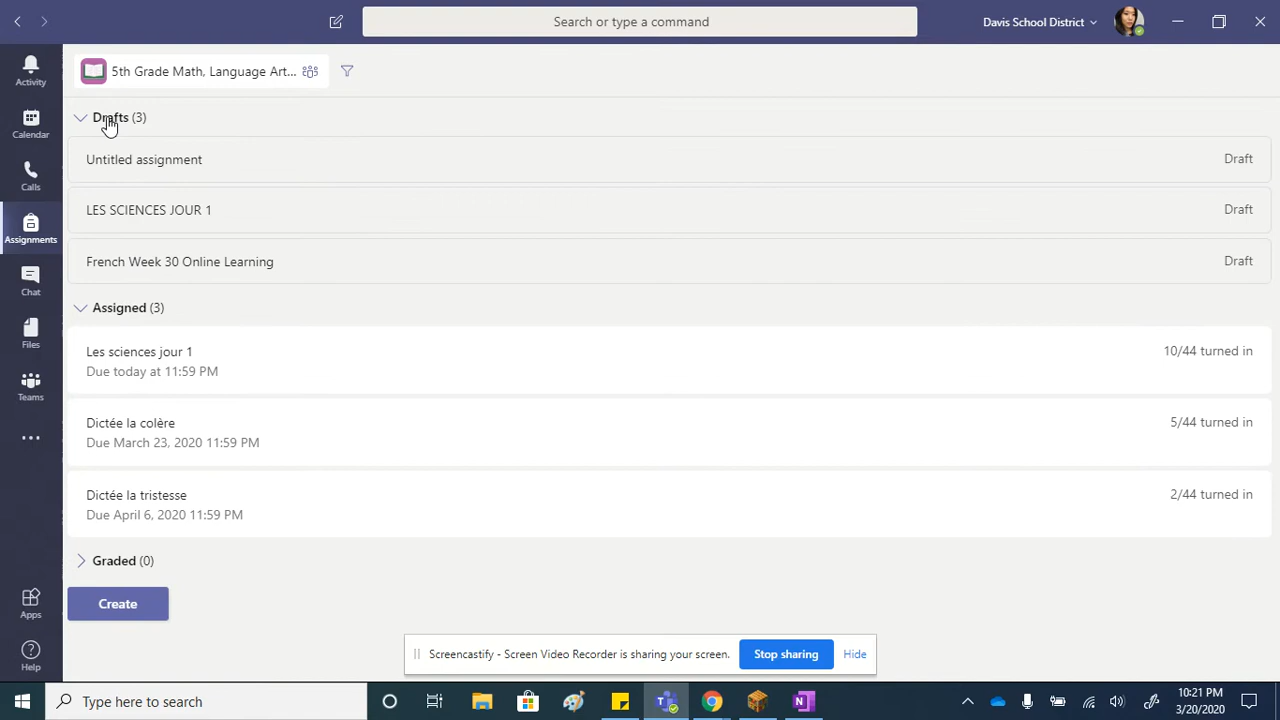 Search or type a command
Davis School District
Activity
Calendar
Calls
Assignments
Chat
Files
Teams
Apps
Help
5th Grade Math, Language Art...
Drafts (3)
Untitled assignment
Draft
LES SCIENCES JOUR 1
Draft
French Week 30 Online Learning
Draft
Assigned (3)
Les sciences jour 1
10/44 turned in
Due today at 11:59 PM
Dictée la colère
5/44 turned in
Due March 23, 2020 11:59 PM
Dictée la tristesse
2/44 turned in
Due April 6, 2020 11:59 PM
Graded (0)
Create
Screencastify - Screen Video Recorder is sharing your screen.
Stop sharing
Hide
Type here to search
10:21 PM
3/20/2020